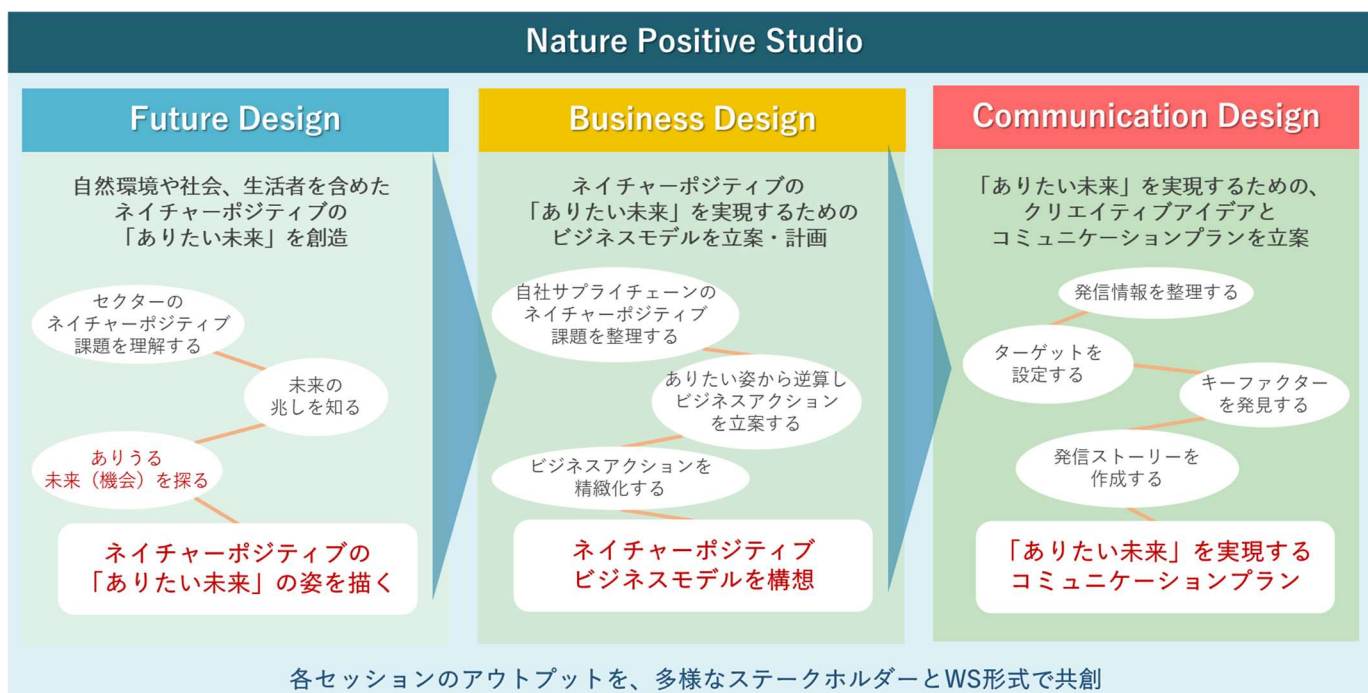 Nature Positive Studio
Future Design
自然環境や社会、生活者を含めた
ネイチャーポジティブの
「ありたい未来」を創造
セクターの
ネイチャーポジティブ
課題を理解する
未来の
兆しを知る
ありうる
未来（機会）を探る
ネイチャーポジティブの
「ありたい未来」の姿を描く
Business Design
ネイチャーポジティブの
「ありたい未来」を実現するための
ビジネスモデルを立案・計画
自社サプライチェーンの
ネイチャーポジティブ
課題を整理する
ありたい姿から逆算し
ビジネスアクション
を立案する
ビジネスアクションを
精緻化する
ネイチャーポジティブ
ビジネスモデルを構想
Communication Design
「ありたい未来」を実現するための、
クリエイティブアイデアと
コミュニケーションプランを立案
発信情報を整理する
ターゲットを
設定する
キーファクター
を発見する
発信ストーリーを
作成する
「ありたい未来」を実現する
コミュニケーションプラン
各セッションのアウトプットを、多様なステークホルダーとWS形式で共創